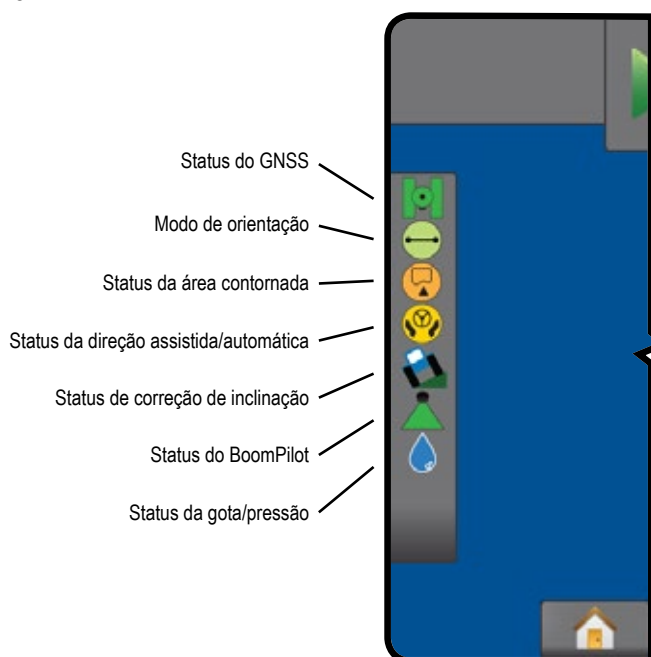 Status do GNSS
Modo de orientação
Status da área contornada
Status da direção assistida/automática
Status de correção de inclinação
Status do BoomPilot
Status da gota/pressão